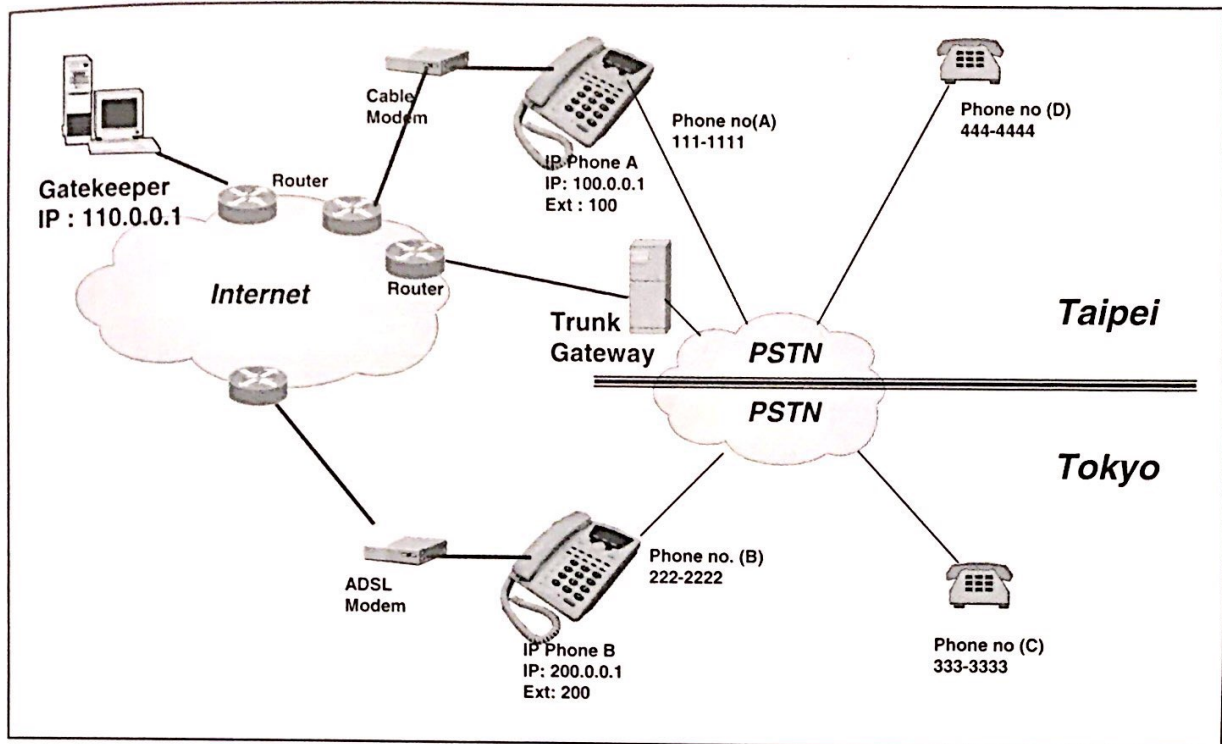 Cable
Modem
Phone no(A)
111-1111
Phone no (D)
444-4444
IP Phone A
IP: 100.0.0.1
Ext : 100
Gatekeeper
IP : 110.0.0.1
Router
Router
Internet
Trunk
Gateway
PSTN
Taipei
PSTN
Tokyo
ADSL
Modem
Phone no. (B)
222-2222
IP Phone B
IP: 200.0.0.1
Ext: 200
Phone no (C)
333-3333